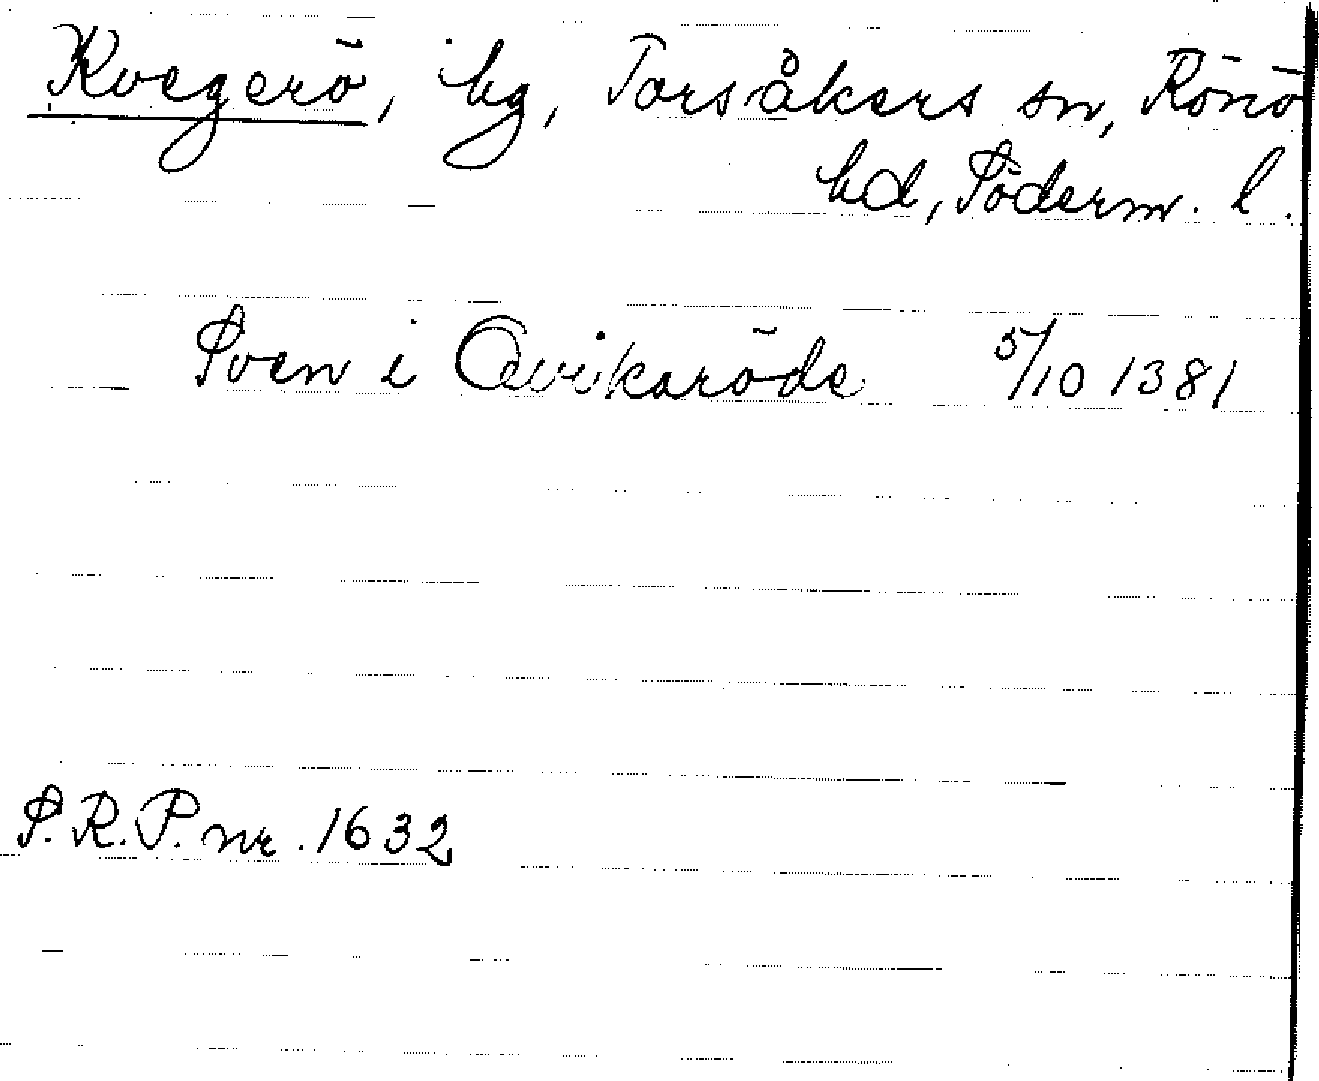 Kvegerö, by, Torsåkers sn, Rönö
hd, Söderm. l.
Sven i Qwikaröde 5/10 1381
S.R.P. nr. 1632